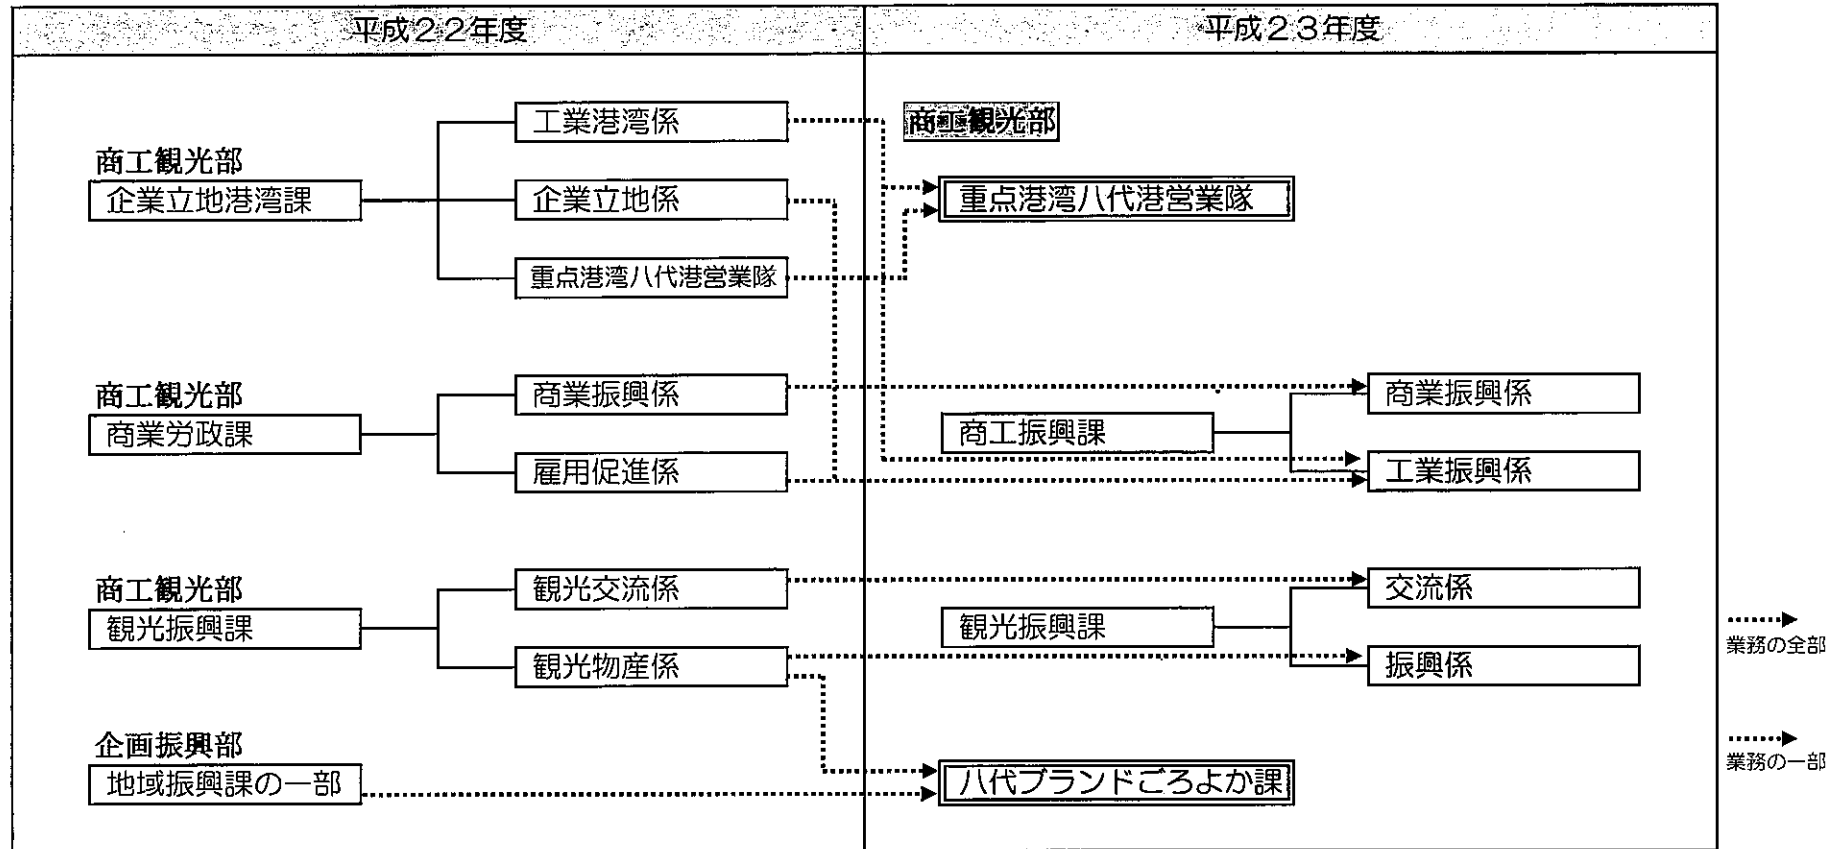 平成22年度
平成23年度
商工観光部
企業立地港湾課
工業港湾係
企業立地係
重点港湾八代港営業隊
商工観光部
商業労政課
商業振興係
雇用促進係
商工観光部
観光振興課
観光交流係
観光物産係
企画振興部
地域振興課の一部
商工観光部
重点港湾八代港営業隊
商工振興課
商業振興係
工業振興係
観光振興課
交流係
振興係
八代ブランドごろよか課
業務の全部
業務の一部